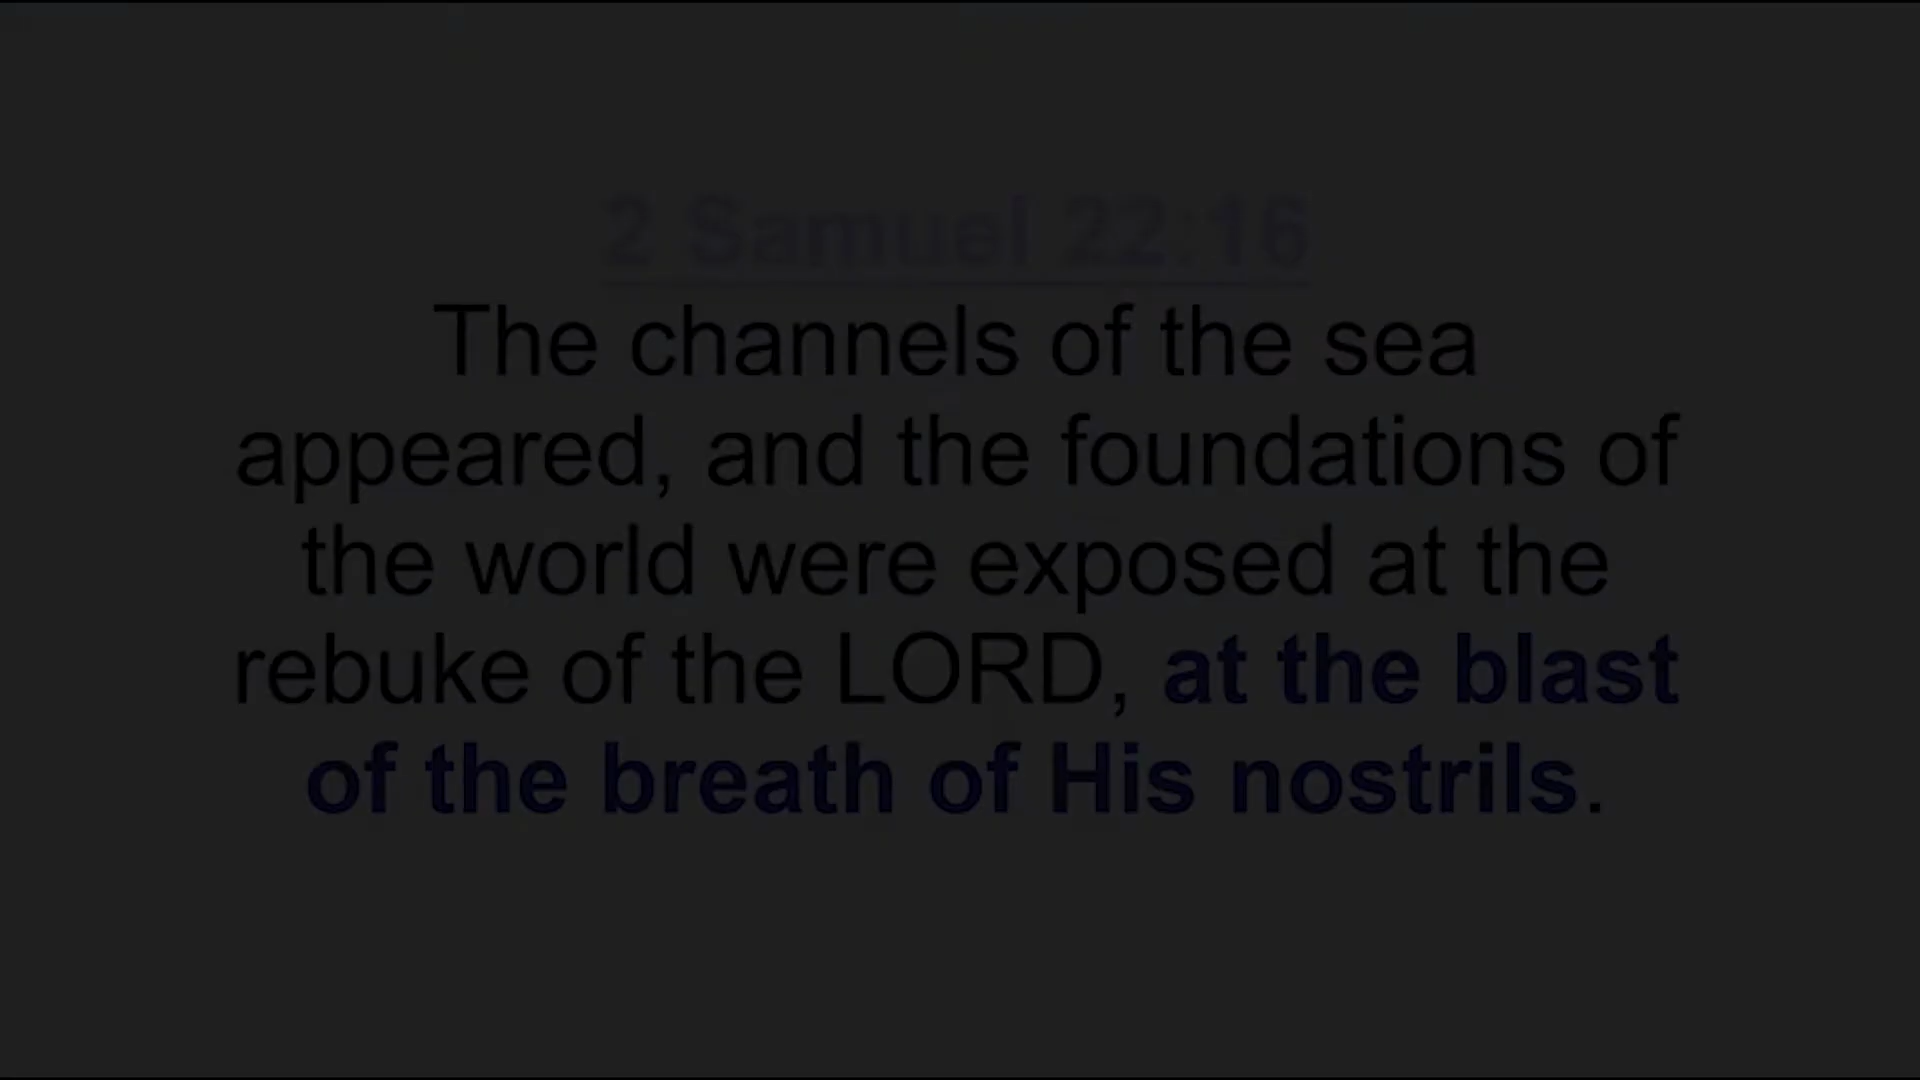 2 Samuel 22:16
The channels of the sea
appeared, and the foundations of
the world were exposed at the
rebuke of the LORD, at the blast
of the breath of His nostrils.